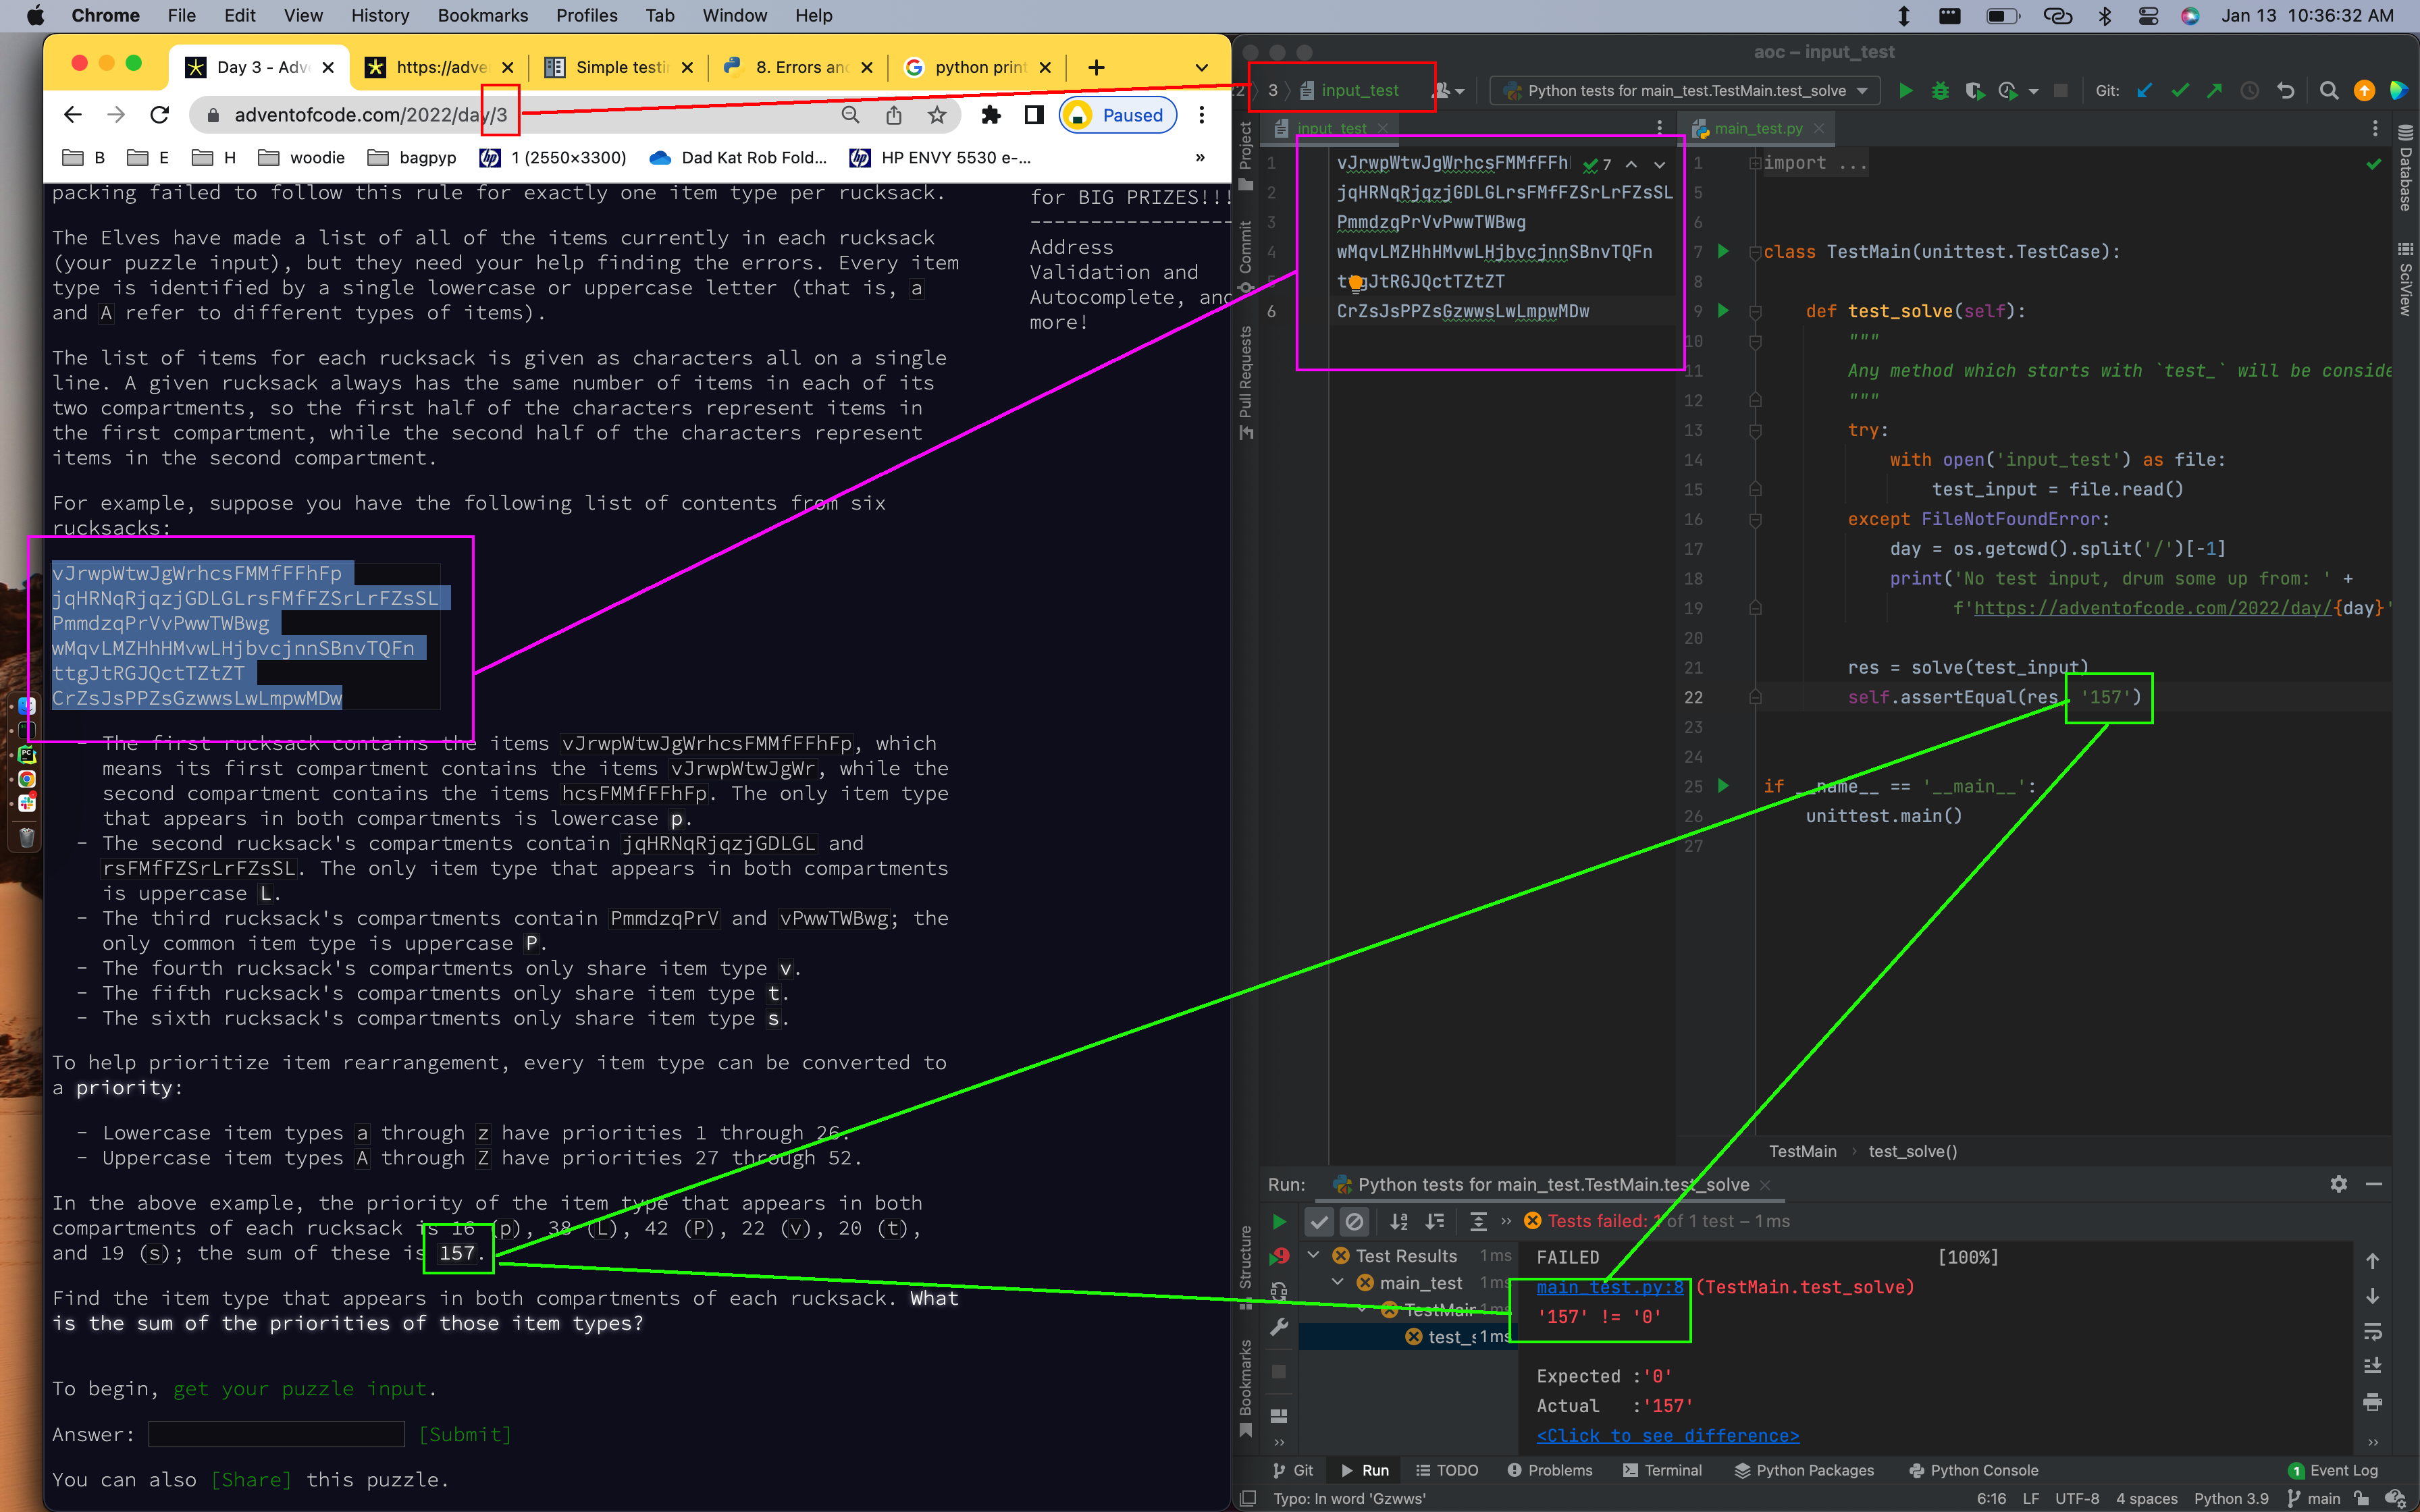 Chrome File Edit View History Bookmarks Profiles Tab Window Help Jan 13 10:36:32 AM
Day 3 - Adv https://adve Simple testi 8. Errors an python print
adventofcode.com/2022/day/3 Paused
B E H woodie bagpyp 1 (2550×3300) Dad Kat Rob Fold... HP ENVY 5530 e-... »
packing failed to follow this rule for exactly one item type per rucksack.
The Elves have made a list of all of the items currently in each rucksack
(your puzzle input), but they need your help finding the errors. Every item
type is identified by a single lowercase or uppercase letter (that is, a
and A refer to different types of items).
The list of items for each rucksack is given as characters all on a single
line. A given rucksack always has the same number of items in each of its
two compartments, so the first half of the characters represent items in
the first compartment, while the second half of the characters represent
items in the second compartment.
For example, suppose you have the following list of contents from six
rucksacks:
vJrwpWtwJgWrhcsFMMfFFhFp
jqHRNqRjqzjGDLGLrsFMfFZSrLrFZsSL
PmmdzqPrVvPwwTWBwg
wMqvLMZHhHMvwLHjbvcjnnSBnvTQFn
ttgJtRGJQctTZtZT
CrZsJsPPZsGzwwsLwLmpwMDw
- The first rucksack contains the items vJrwpWtwJgWrhcsFMMfFFhFp, which
means its first compartment contains the items vJrwpWtwJgWr, while the
second compartment contains the items hcsFMMfFFhFp. The only item type
that appears in both compartments is lowercase p.
- The second rucksack's compartments contain jqHRNqRjqzjGDLGL and
rsFMfFZSrLrFZsSL. The only item type that appears in both compartments
is uppercase L.
- The third rucksack's compartments contain PmmdzqPrV and vPwwTWBwg; the
only common item type is uppercase P.
- The fourth rucksack's compartments only share item type v.
- The fifth rucksack's compartments only share item type t.
- The sixth rucksack's compartments only share item type s.
To help prioritize item rearrangement, every item type can be converted to
a priority:
- Lowercase item types a through z have priorities 1 through 26.
- Uppercase item types A through Z have priorities 27 through 52.
In the above example, the priority of the item type that appears in both
compartments of each rucksack is 16 (p), 38 (L), 42 (P), 22 (v), 20 (t),
and 19 (s); the sum of these is 157.
Find the item type that appears in both compartments of each rucksack. What
is the sum of the priorities of those item types?
To begin, get your puzzle input.
Answer: [Submit]
You can also [Share] this puzzle.
for BIG PRIZES!!!
Address
Validation and
Autocomplete, and
more!
aoc – input_test
3 input_test Python tests for main_test.TestMain.test_solve Git:
input_test main_test.py
Project
Commit
Pull Requests
Structure
Bookmarks
1 vJrwpWtwJgWrhcsFMMfFFh 7
2 jqHRNqRjqzjGDLGLrsFMfFZSrLrFZsSL
3 PmmdzqPrVvPwwTWBwg
4 wMqvLMZHhHMvwLHjbvcjnnSBnvTQFn
5 t gJtRGJQctTZtZT
6 CrZsJsPPZsGzwwsLwLmpwMDw
1 import ...
5
6
7 class TestMain(unittest.TestCase):
8
9 def test_solve(self):
10 """
11 Any method which starts with `test_` will be conside
12 """
13 try:
14 with open('input_test') as file:
15 test_input = file.read()
16 except FileNotFoundError:
17 day = os.getcwd().split('/')[-1]
18 print('No test input, drum some up from: ' +
19 f'https://adventofcode.com/2022/day/{day}'
20
21 res = solve(test_input)
22 self.assertEqual(res, '157')
23
24
25 if __name__ == '__main__':
26 unittest.main()
27
Database
SciView
TestMain › test_solve()
Run: Python tests for main_test.TestMain.test_solve
» Tests failed: 1 of 1 test – 1 ms
Test Results 1 ms
main_test 1 ms
TestMain 1 ms
test_s 1 ms
FAILED [100%]
main_test.py:8 (TestMain.test_solve)
'157' != '0'
Expected :'0'
Actual :'157'
<Click to see difference>
Git Run TODO Problems Terminal Python Packages Python Console 1 Event Log
Typo: In word 'Gzwws' 6:16 LF UTF-8 4 spaces Python 3.9 main